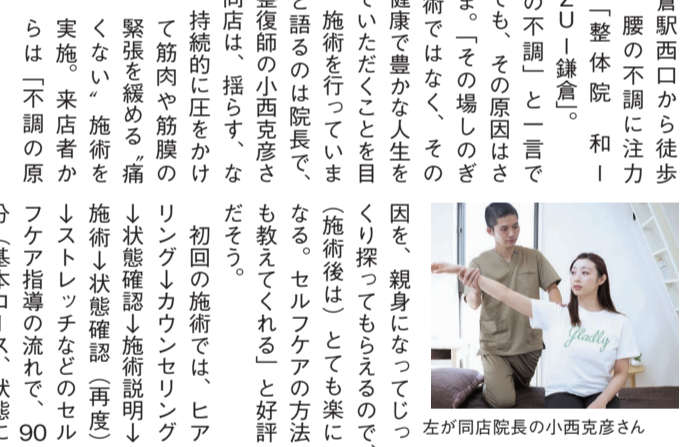 倉駅西口から徒歩
腰の不調に注力
「整体院 和ー
ZUー鎌倉」。
の不調」と一言で
でも、その原因はさ
ま。「その場しのぎ
術ではなく、その
健康で豊かな人生を
ていただくことを目
施術を行っていま
と語るのは院長で、
整復師の小西克彦さ
同店は、揺らす、な
持続的に圧をかけ
て筋肉や筋膜の
緊張を緩める〝痛
くない〟施術を
実施。来店者か
らは「不調の原
因を、親身になってじっ
くり探ってもらえるので、
(施術後は)とても楽に
なる。セルフケアの方法
も教えてくれる」と好評
だそう。
初回の施術では、ヒア
リング↓カウンセリング
↓状態確認↓施術説明↓
施術↓状態確認(再度)
↓ストレッチなどのセル
フケア指導の流れで、90
分(基本コース、状態に
Gladly
左が同店院長の小西克彦さん